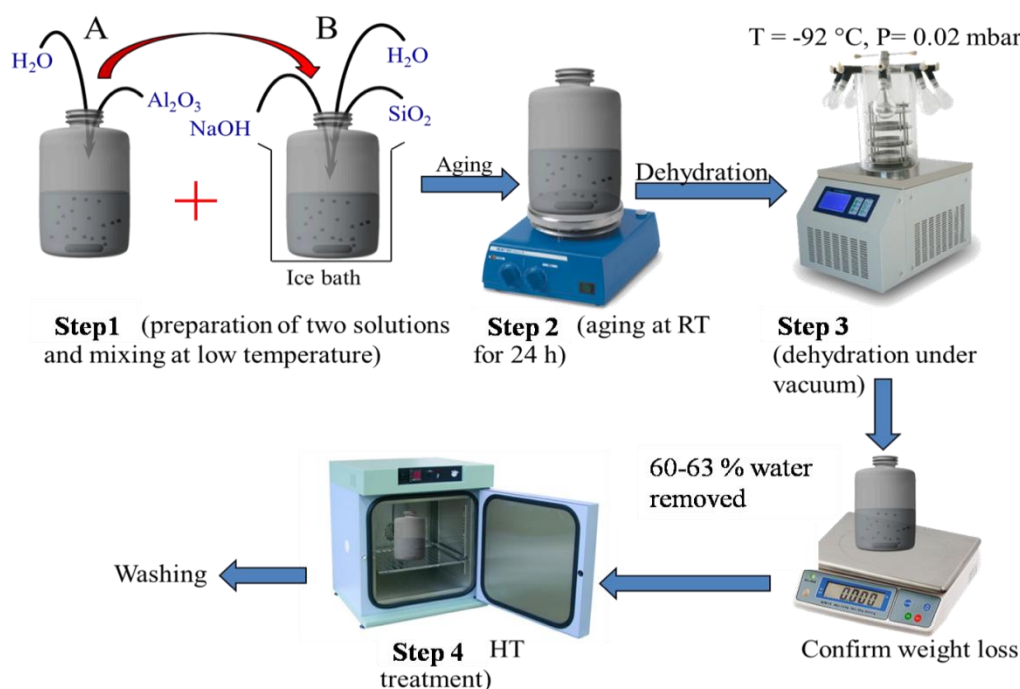 A
B
H₂O
H₂O
Al₂O₃
NaOH
SiO₂
Ice bath
Aging
Dehydration
T = -92 °C, P= 0.02 mbar
Step1 (preparation of two solutions
and mixing at low temperature)
Step 2 (aging at RT
for 24 h)
Step 3
(dehydration under
vacuum)
60-63 % water
removed
0.000
Confirm weight loss
Step 4 HT
treatment)
Washing